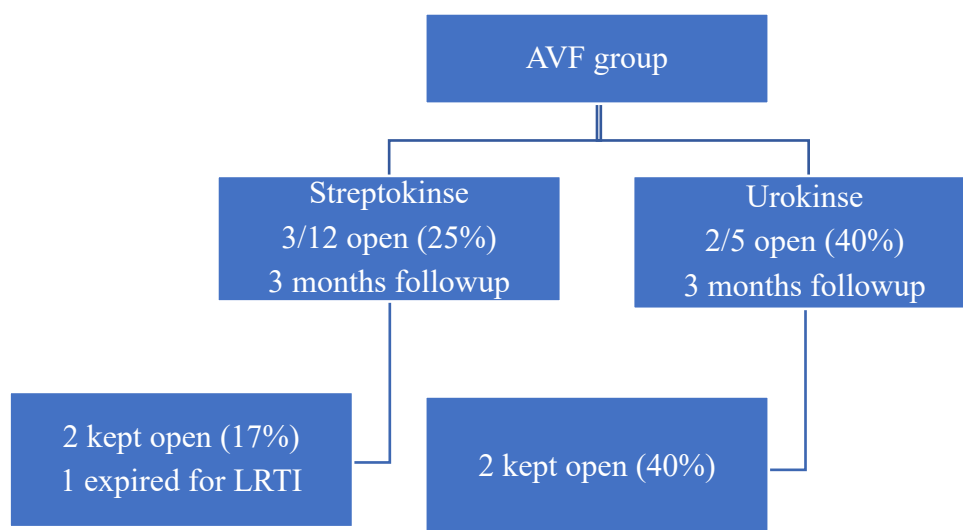 AVF group
Streptokinse
3/12 open (25%)
3 months followup
Urokinse
2/5 open (40%)
3 months followup
2 kept open (17%)
1 expired for LRTI
2 kept open (40%)